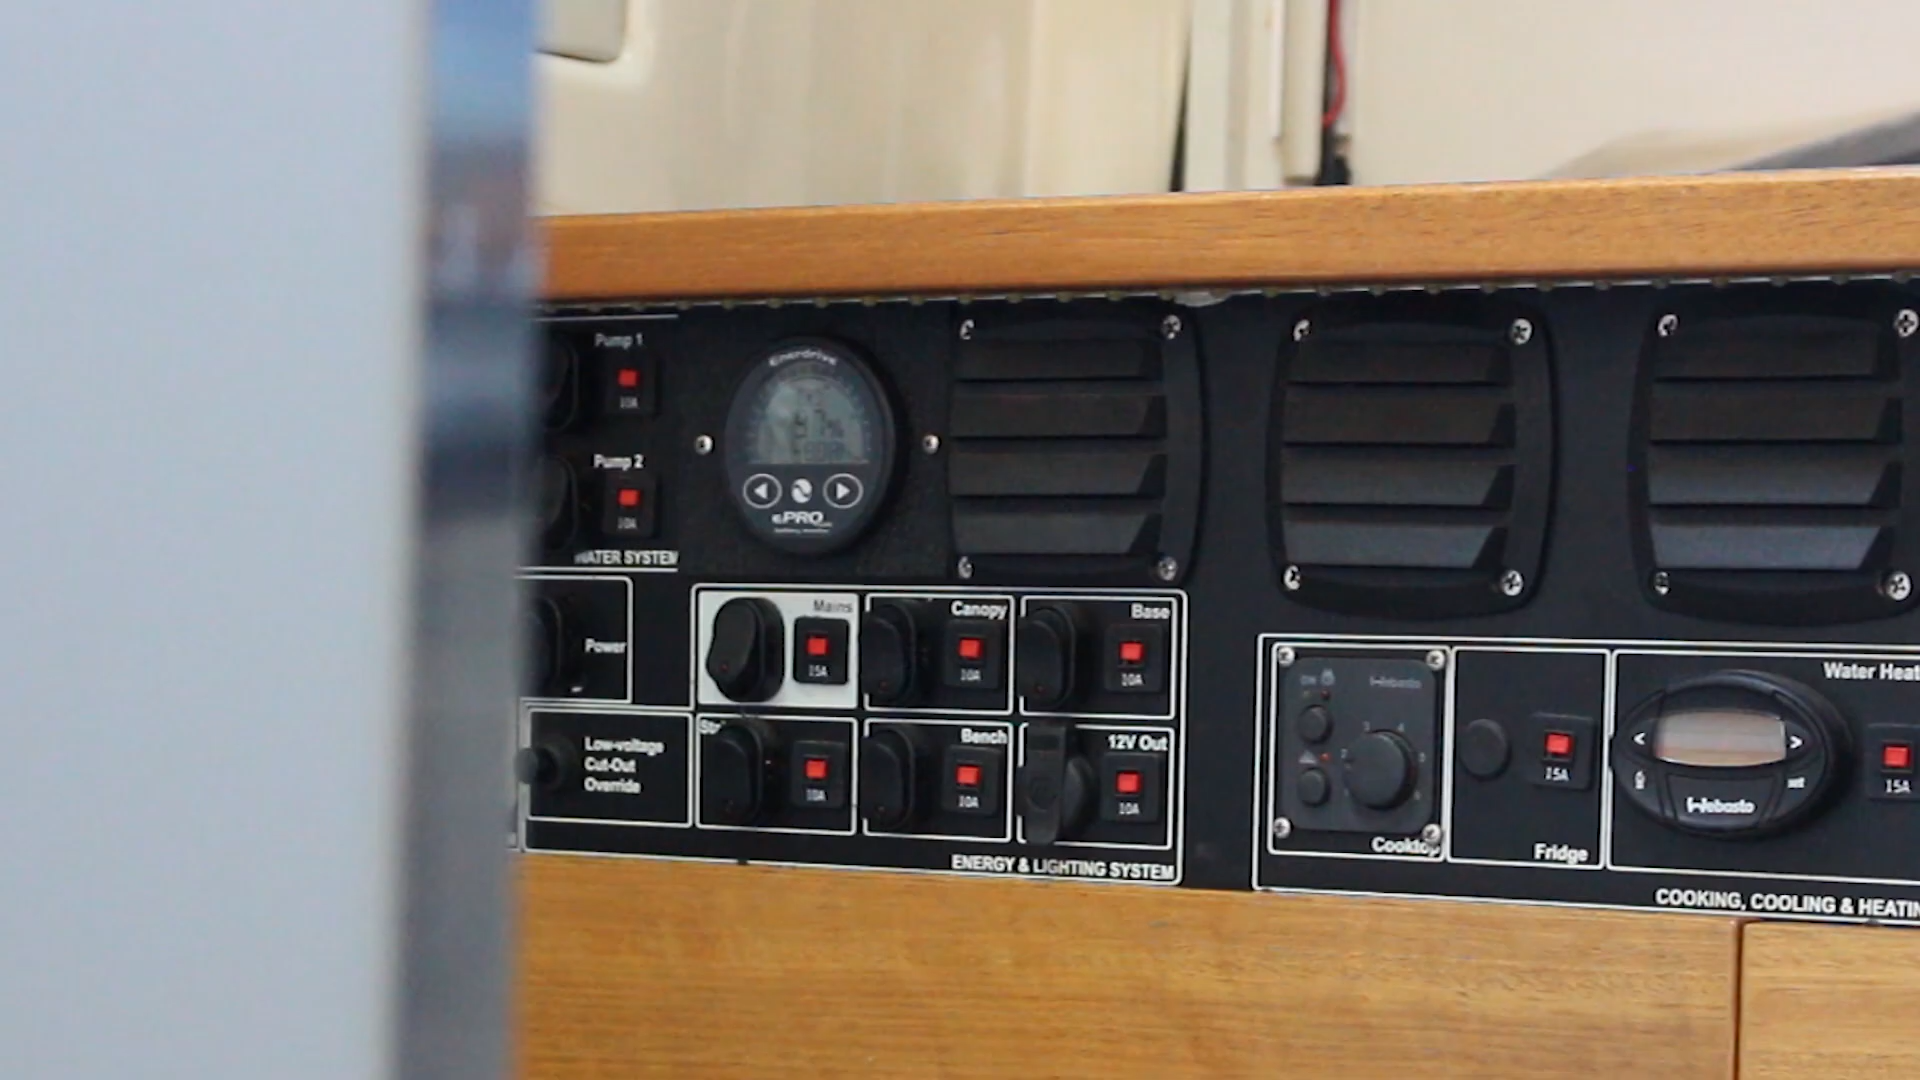 Pump 1
10A
Pump 2
10A
WATER SYSTEM
Enerdrive
ePRO
Power
Low-voltage
Cut-Out
Override
Mains
15A
Canopy
10A
Base
10A
10A
Bench
10A
12V Out
10A
ENERGY & LIGHTING SYSTEM
ON
Webasto
Cooktop
15A
Fridge
Water Heat
Webasto
set
15A
COOKING, COOLING & HEATIN